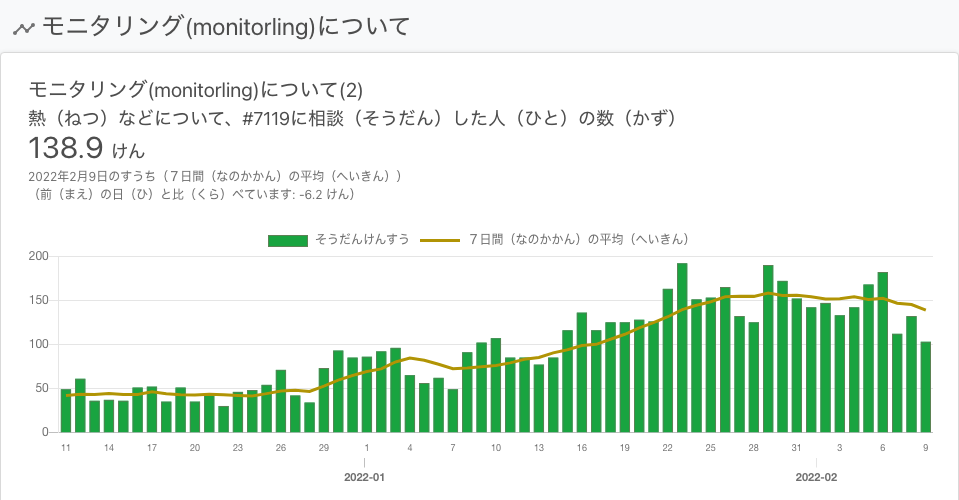 モニタリング(monitorling)について
モニタリング(monitorling)について(2)
熱（ねつ）などについて、#7119に相談（そうだん）した人（ひと）の数（かず）
138.9 けん
2022年2月9日のすうち（７日間（なのかかん）の平均（へいきん））
（前（まえ）の日（ひ）と比（くら）べています: -6.2 けん）
そうだんけんすう ７日間（なのかかん）の平均（へいきん）
200
150
100
50
0
11 14 17 20 23 26 29 1 4 7 10 13 16 19 22 25 28 31 3 6 9
2022-01 2022-02